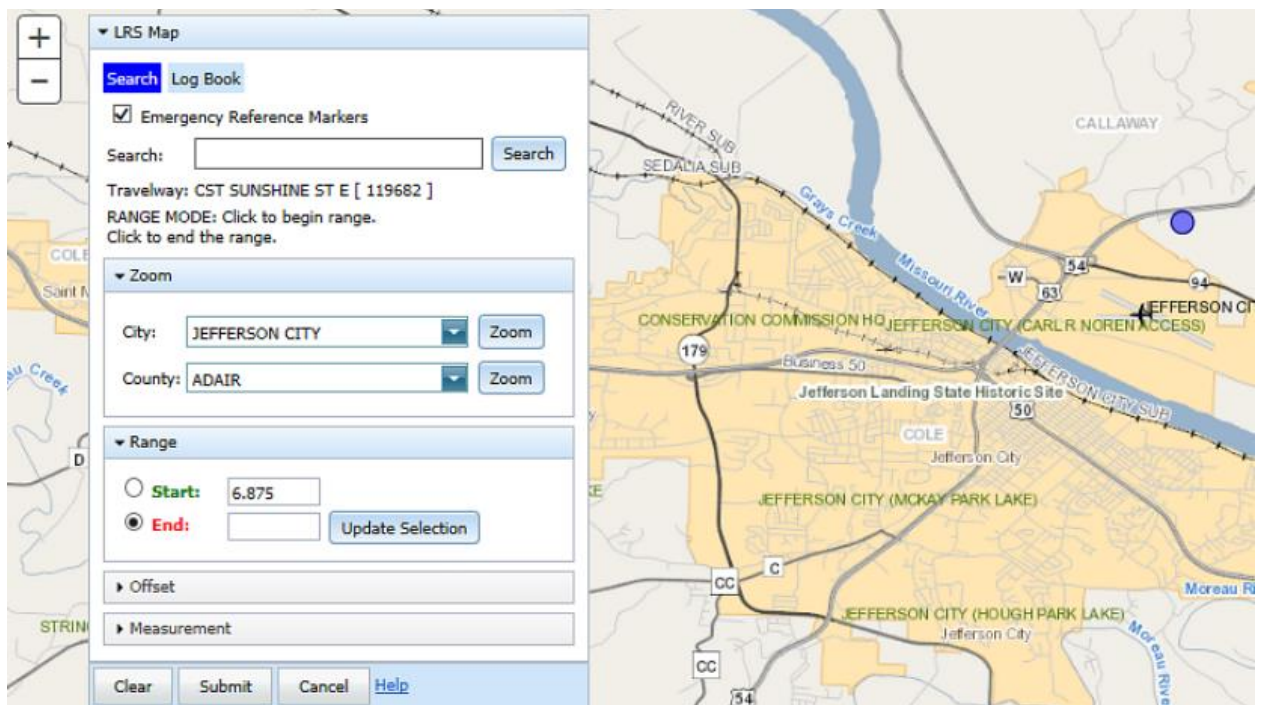 +
−
LRS Map
Search Log Book
Emergency Reference Markers
Search: Search
Travelway: CST SUNSHINE ST E [ 119682 ]
RANGE MODE: Click to begin range.
Click to end the range.
Zoom
City: JEFFERSON CITY Zoom
County: ADAIR Zoom
Range
Start: 6.875
End: Update Selection
Offset
Measurement
Clear Submit Cancel Help
COLE
Saint
Creek
D
RIVER SUB
SEDALIA SUB
CALLAWAY
Grays Creek
Missouri River
W
54
63
94
JEFFERSON
CONSERVATION COMMISSION HQ
JEFFERSON CITY (CARL R NOREN ACCESS)
179
Business 50
JEFFERSON CITY SUB
Jefferson Landing State Historic Site
50
COLE
Jefferson City
JEFFERSON CITY (MCKAY PARK LAKE)
C
CC
Moreau
JEFFERSON CITY (HOUGH PARK LAKE)
Jefferson City
Moreau
CC
54